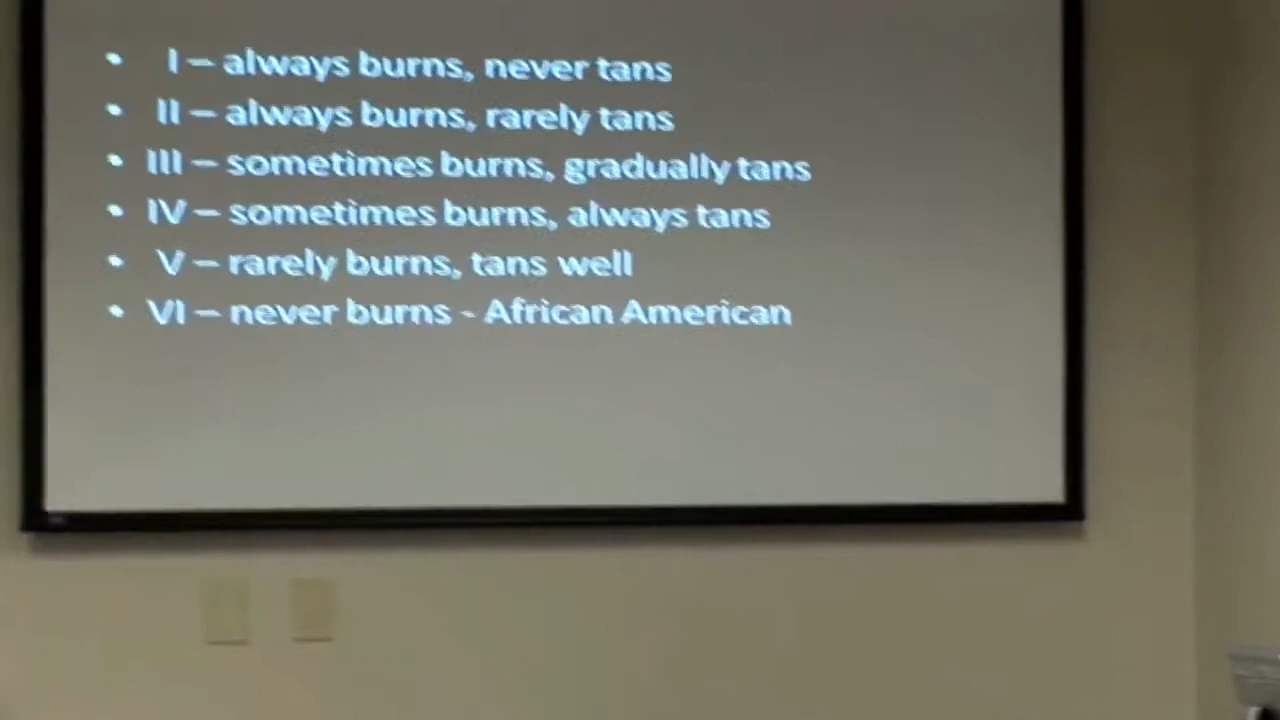 • I – always burns, never tans
• II – always burns, rarely tans
• III – sometimes burns, gradually tans
• IV – sometimes burns, always tans
• V – rarely burns, tans well
• VI – never burns - African American